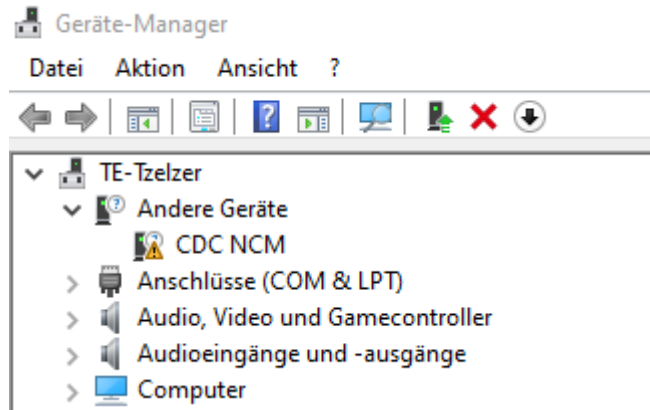 Geräte-Manager
Datei Aktion Ansicht ?
TE-Tzelzer
Andere Geräte
CDC NCM
Anschlüsse (COM & LPT)
Audio, Video und Gamecontroller
Audioeingänge und -ausgänge
Computer